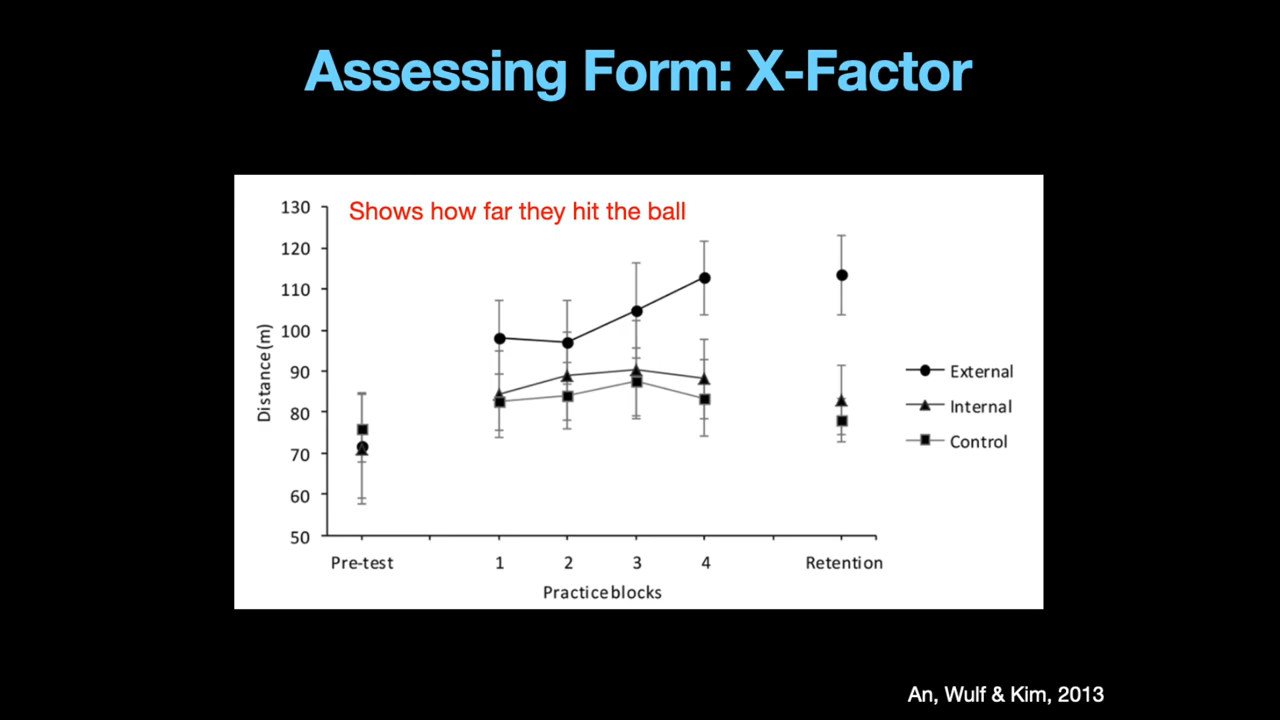 Assessing Form: X-Factor
Shows how far they hit the ball
130
120
110
100
90
80
70
60
50
Distance (m)
Pre-test
1
2
3
4
Retention
Practice blocks
External
Internal
Control
An, Wulf & Kim, 2013